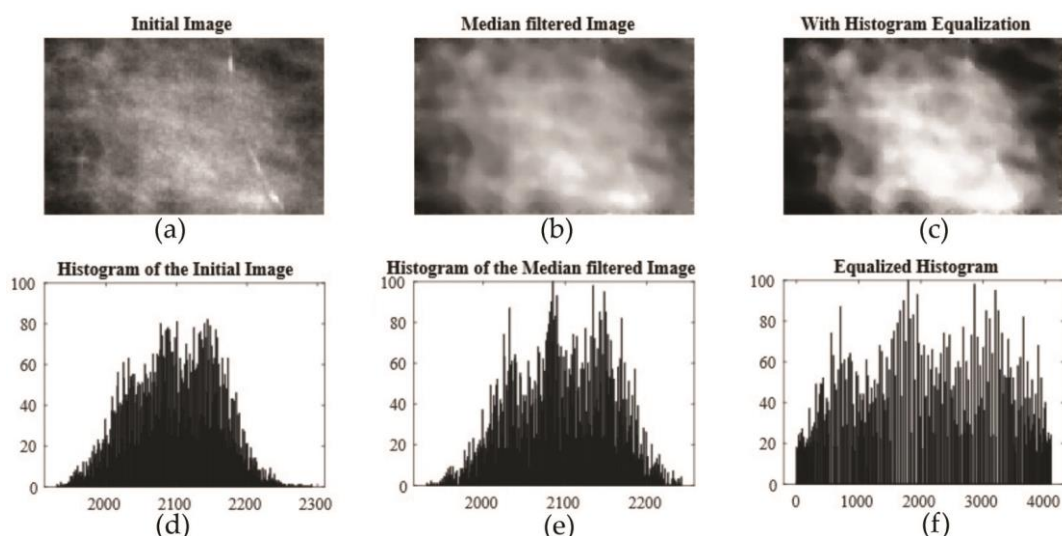 Initial Image
Median filtered Image
With Histogram Equalization
(a)
(b)
(c)
Histogram of the Initial Image
Histogram of the Median filtered Image
Equalized Histogram
100
80
60
40
20
0
2000 2100 2200 2300
100
80
60
40
20
0
2000 2100 2200
100
80
60
40
20
0
0 1000 2000 3000 4000
(d)
(e)
(f)